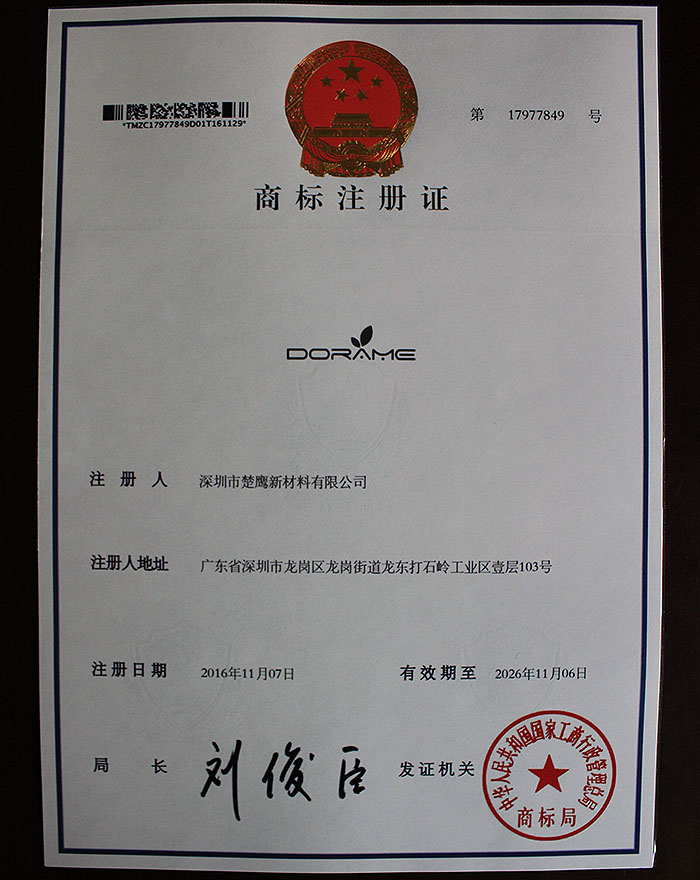 *TMZC17977849D01T161129*
第 17977849 号
商标注册证
DORAME
注册人 深圳市楚鹰新材料有限公司
注册人地址 广东省深圳市龙岗区龙岗街道龙东打石岭工业区壹层103号
注册日期 2016年11月07日 有效期至 2026年11月06日
局长 刘俊臣 发证机关
中华人民共和国国家工商行政管理总局
商标局